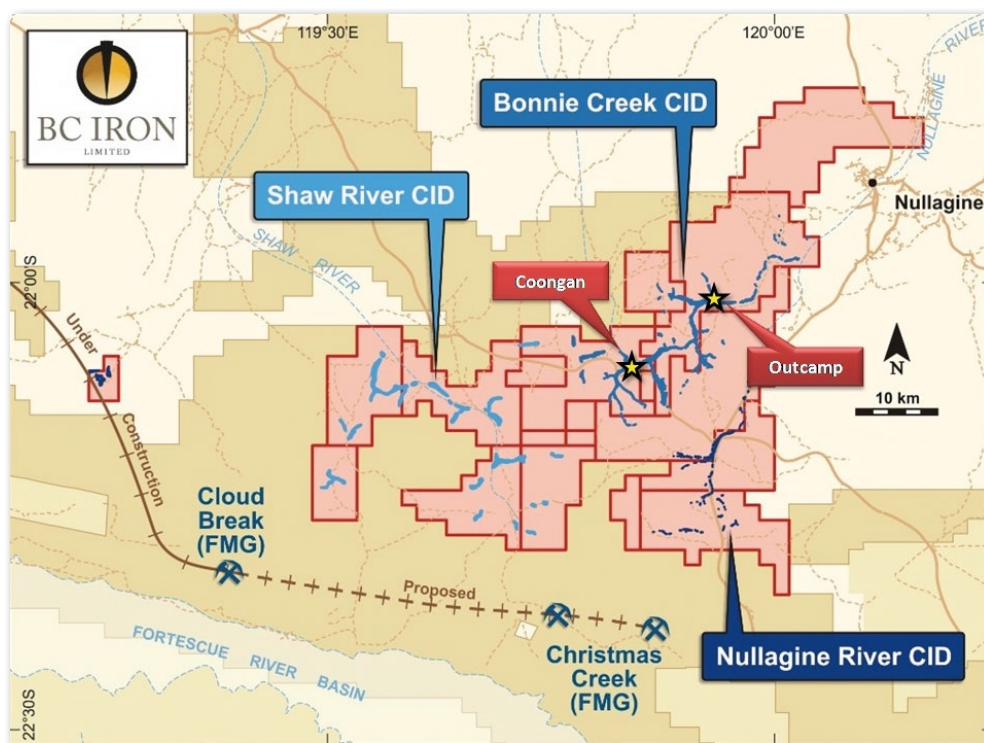 BC IRON
LIMITED
119°30'E
120°00'E
Bonnie Creek CID
NULLAGINE RIVER
Shaw River CID
Nullagine
SHAW RIVER
22°00'S
Coongan
Outcamp
N
10 km
Under Construction
Cloud
Break
(FMG)
Proposed
Christmas
Creek
(FMG)
Nullagine River CID
FORTESCUE RIVER BASIN
22°30'S